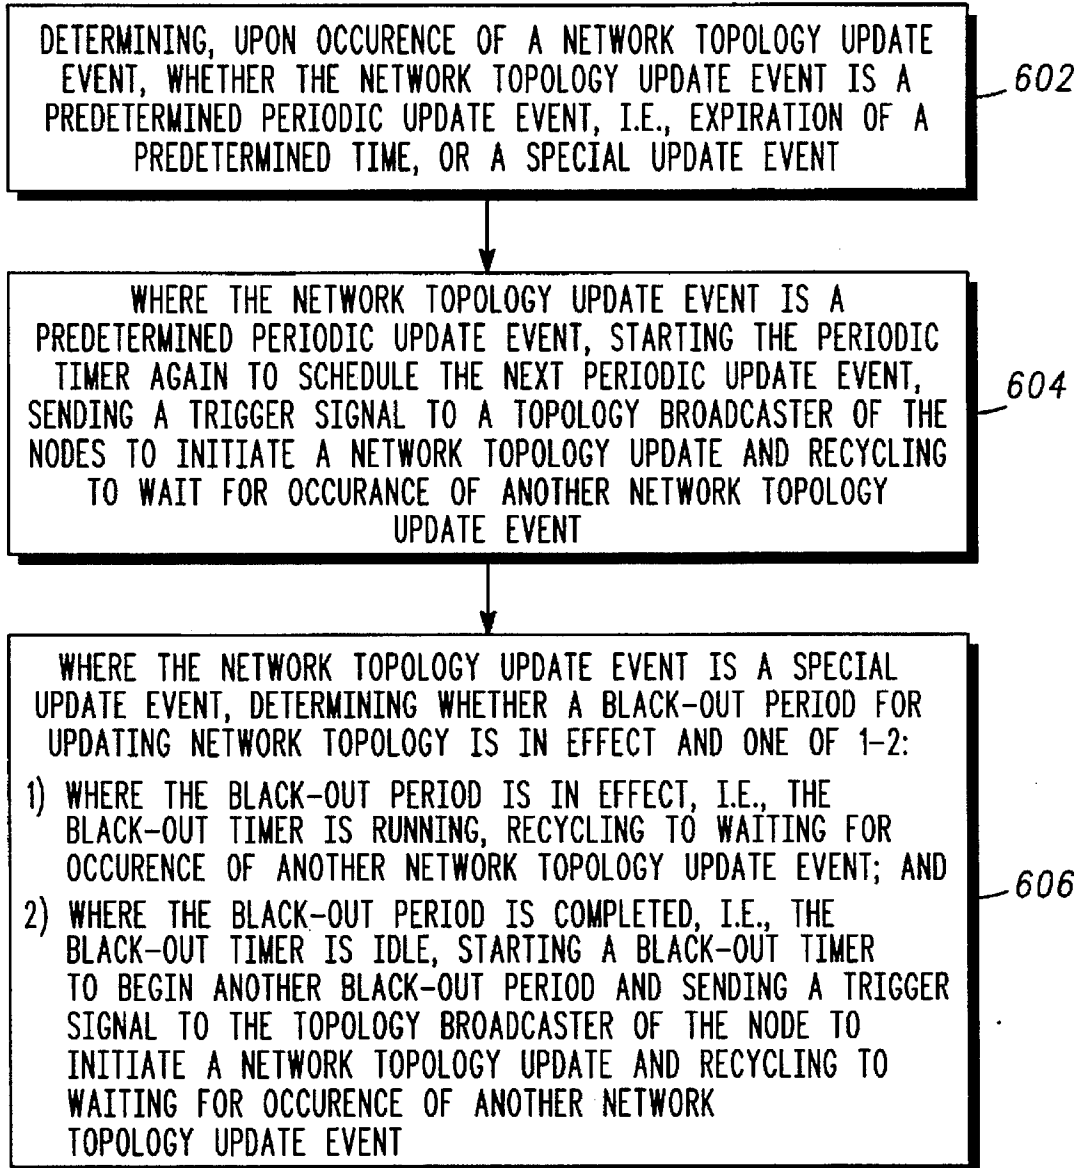 DETERMINING, UPON OCCURENCE OF A NETWORK TOPOLOGY UPDATE
EVENT, WHETHER THE NETWORK TOPOLOGY UPDATE EVENT IS A
PREDETERMINED PERIODIC UPDATE EVENT, I.E., EXPIRATION OF A
PREDETERMINED TIME, OR A SPECIAL UPDATE EVENT
602
WHERE THE NETWORK TOPOLOGY UPDATE EVENT IS A
PREDETERMINED PERIODIC UPDATE EVENT, STARTING THE PERIODIC
TIMER AGAIN TO SCHEDULE THE NEXT PERIODIC UPDATE EVENT,
SENDING A TRIGGER SIGNAL TO A TOPOLOGY BROADCASTER OF THE
NODES TO INITIATE A NETWORK TOPOLOGY UPDATE AND RECYCLING
TO WAIT FOR OCCURANCE OF ANOTHER NETWORK TOPOLOGY
UPDATE EVENT
604
WHERE THE NETWORK TOPOLOGY UPDATE EVENT IS A SPECIAL
UPDATE EVENT, DETERMINING WHETHER A BLACK-OUT PERIOD FOR
UPDATING NETWORK TOPOLOGY IS IN EFFECT AND ONE OF 1-2:
1) WHERE THE BLACK-OUT PERIOD IS IN EFFECT, I.E., THE
BLACK-OUT TIMER IS RUNNING, RECYCLING TO WAITING FOR
OCCURENCE OF ANOTHER NETWORK TOPOLOGY UPDATE EVENT; AND
2) WHERE THE BLACK-OUT PERIOD IS COMPLETED, I.E., THE
BLACK-OUT TIMER IS IDLE, STARTING A BLACK-OUT TIMER
TO BEGIN ANOTHER BLACK-OUT PERIOD AND SENDING A TRIGGER
SIGNAL TO THE TOPOLOGY BROADCASTER OF THE NODE TO
INITIATE A NETWORK TOPOLOGY UPDATE AND RECYCLING TO
WAITING FOR OCCURENCE OF ANOTHER NETWORK
TOPOLOGY UPDATE EVENT
606